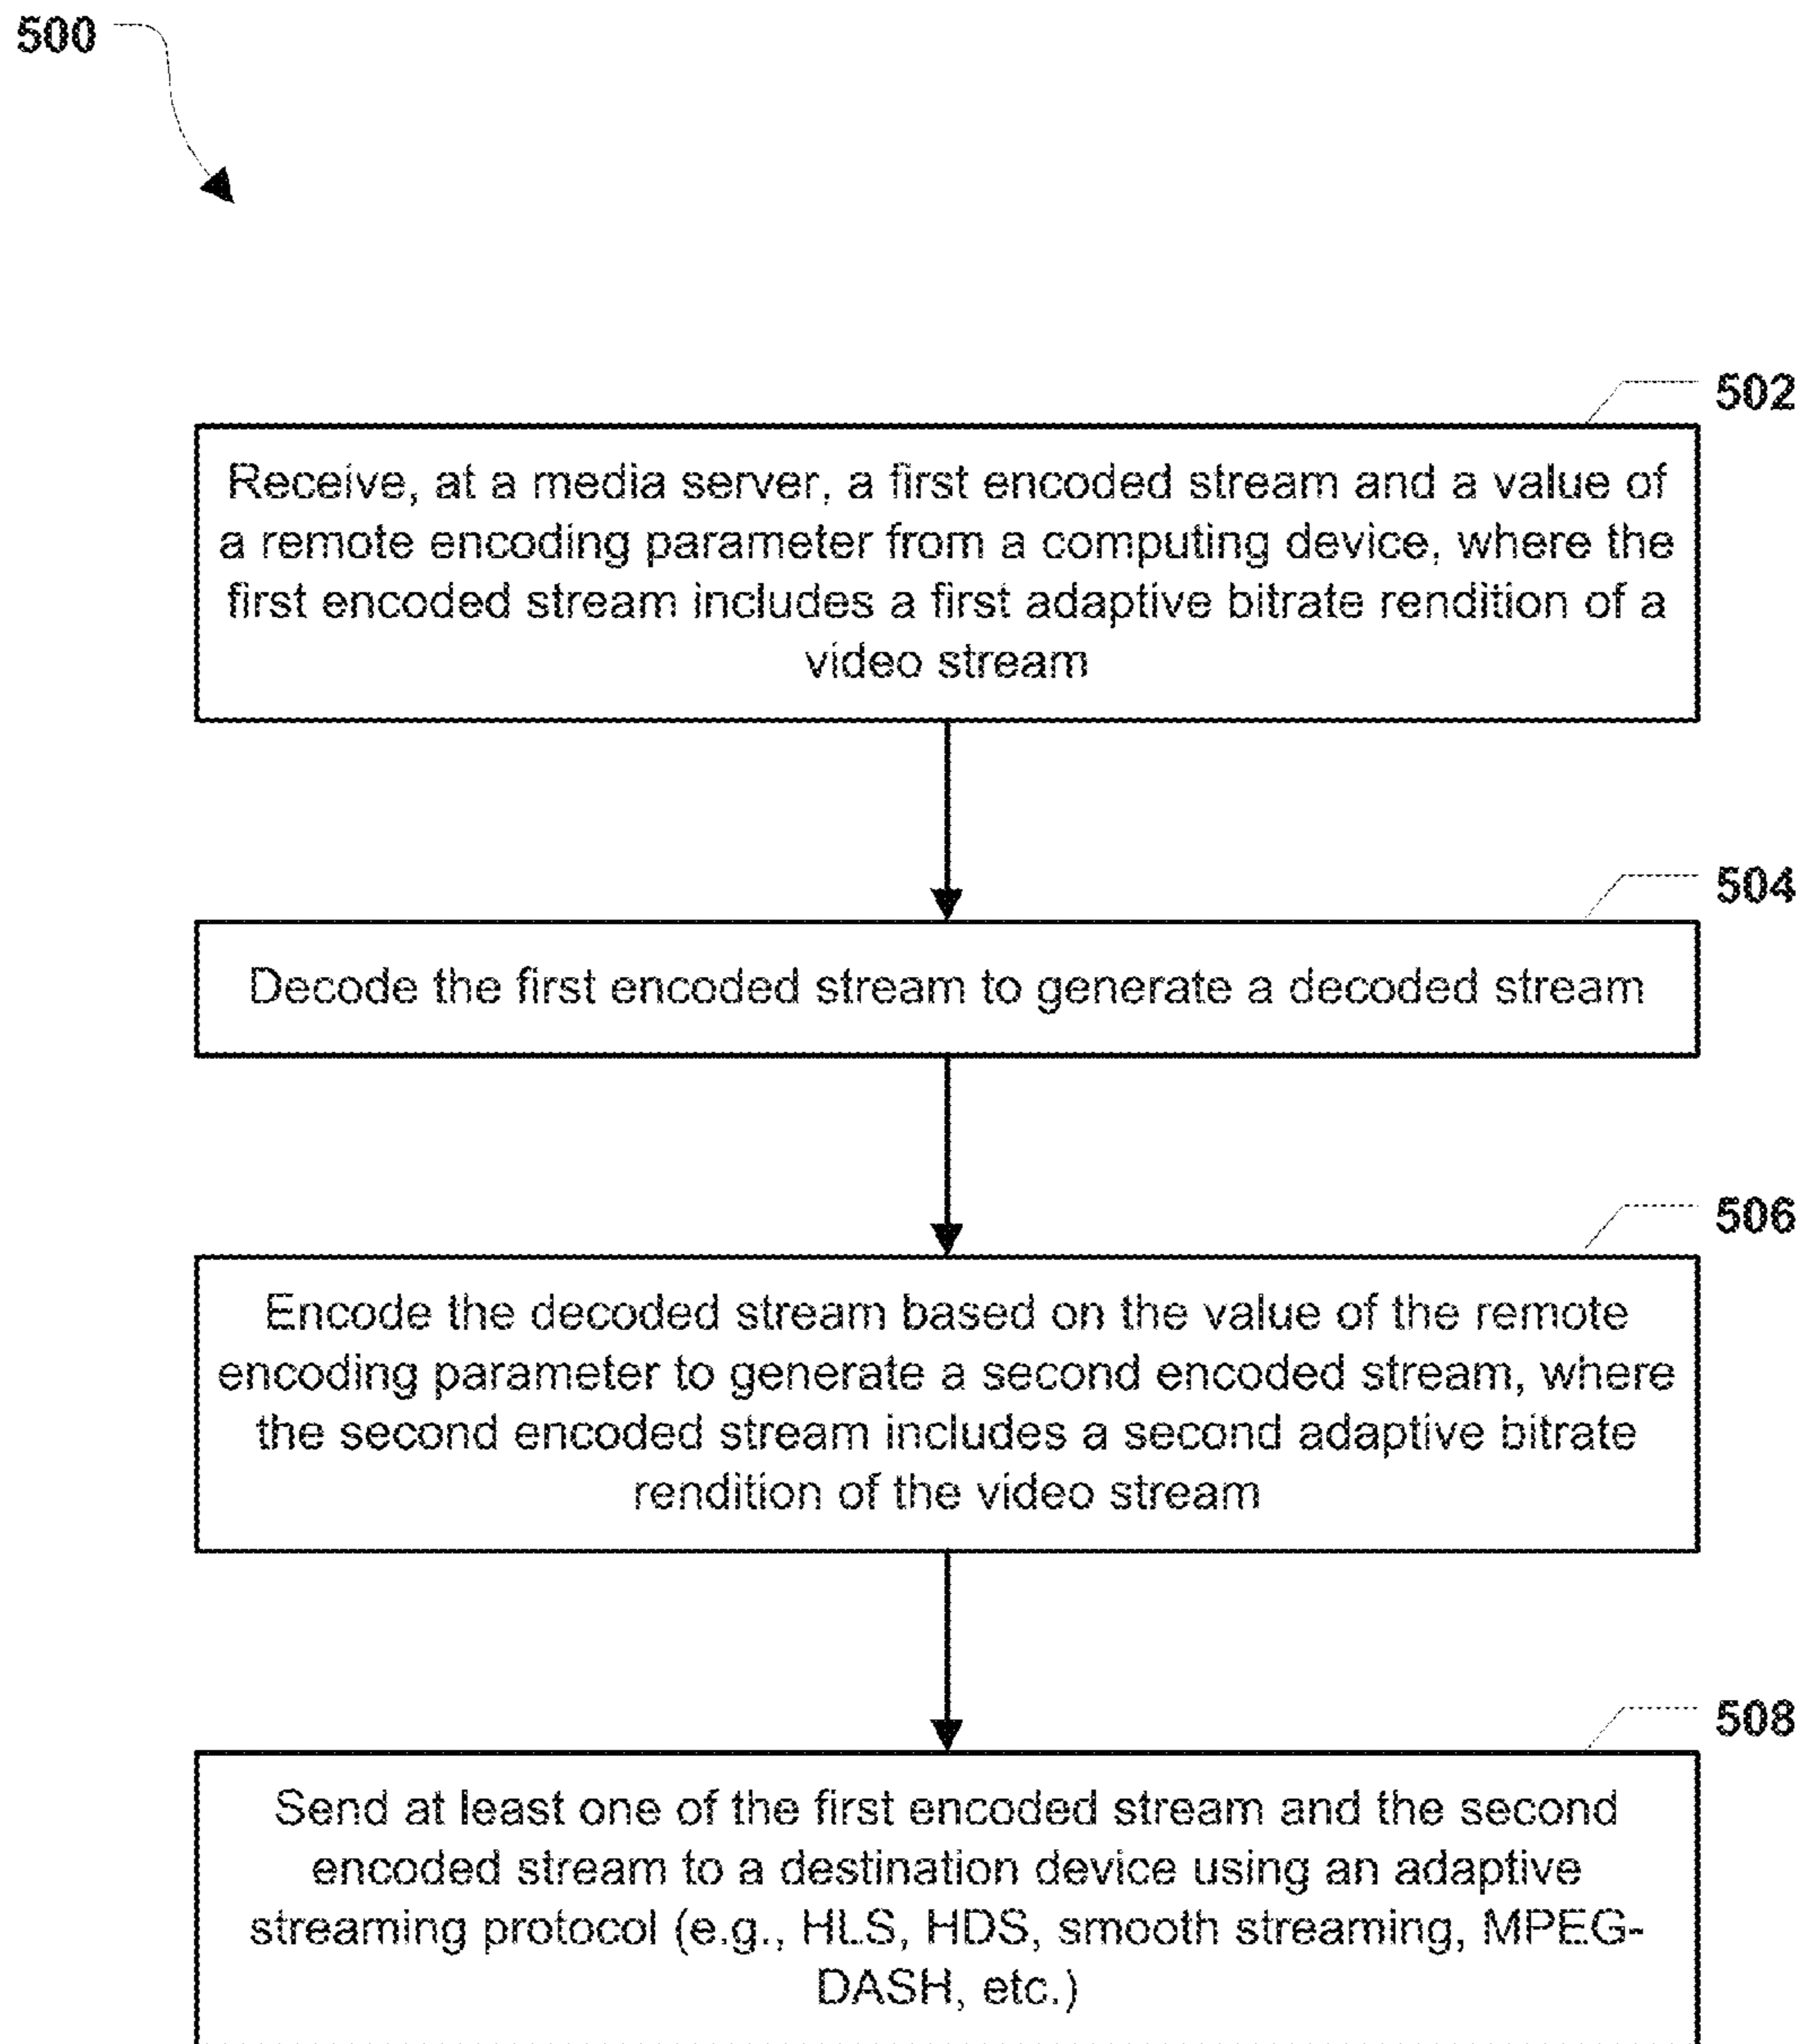 500
502
Receive, at a media server, a first encoded stream and a value of
a remote encoding parameter from a computing device, where the
first encoded stream includes a first adaptive bitrate rendition of a
video stream
504
Decode the first encoded stream to generate a decoded stream
506
Encode the decoded stream based on the value of the remote
encoding parameter to generate a second encoded stream, where
the second encoded stream includes a second adaptive bitrate
rendition of the video stream
508
Send at least one of the first encoded stream and the second
encoded stream to a destination device using an adaptive
streaming protocol (e.g., HLS, HDS, smooth streaming, MPEG-
DASH, etc.)